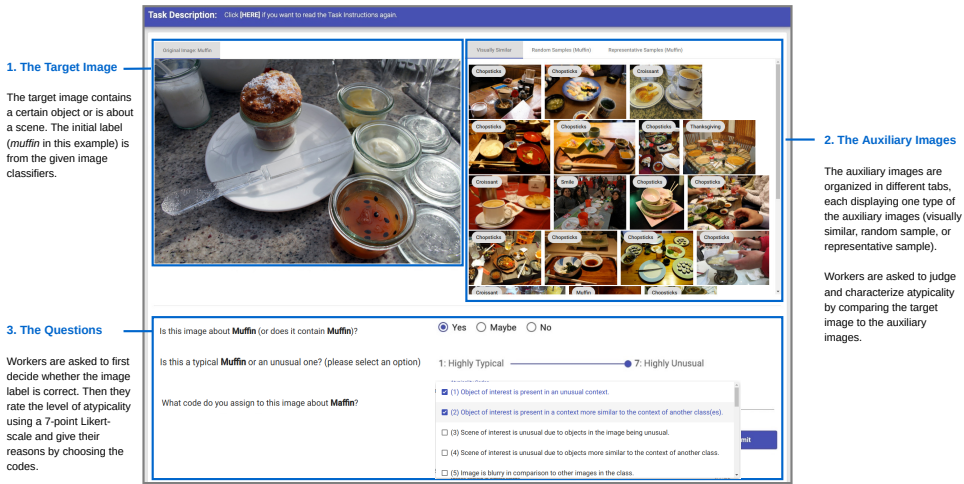 Task Description: Click [HERE] if you want to read the Task Instructions again.
1. The Target Image
The target image contains
a certain object or is about
a scene. The initial label
(muffin in this example) is
from the given image
classifiers.
Original Image: Muffin
Visually Similar Random Samples (Muffin) Representative Samples (Muffin)
Chopsticks Chopsticks Croissant
Chopsticks Chopsticks Chopsticks Thanksgiving
Croissant Smile Chopsticks Chopsticks
Chopsticks Chopsticks Chopsticks Chopsticks
Croissant Muffin Chopsticks
2. The Auxiliary Images
The auxiliary images are
organized in different tabs,
each displaying one type of
the auxiliary images (visually
similar, random sample, or
representative sample).
Workers are asked to judge
and characterize atypicality
by comparing the target
image to the auxiliary
images.
3. The Questions
Workers are asked to first
decide whether the image
label is correct. Then they
rate the level of atypicality
using a 7-point Likert-
scale and give their
reasons by choosing the
codes.
Is this image about Muffin (or does it contain Muffin)? Yes Maybe No
Is this a typical Muffin or an unusual one? (please select an option) 1: Highly Typical 7: Highly Unusual
What code do you assign to this image about Maffin?
(1) Object of interest is present in an unusual context.
(2) Object of interest is present in a context more similar to the context of another class(es).
(3) Scene of interest is unusual due to objects in the image being unusual.
(4) Scene of interest is unusual due to objects more similar to the context of another class.
(5) Image is blurry in comparison to other images in the class.
mit